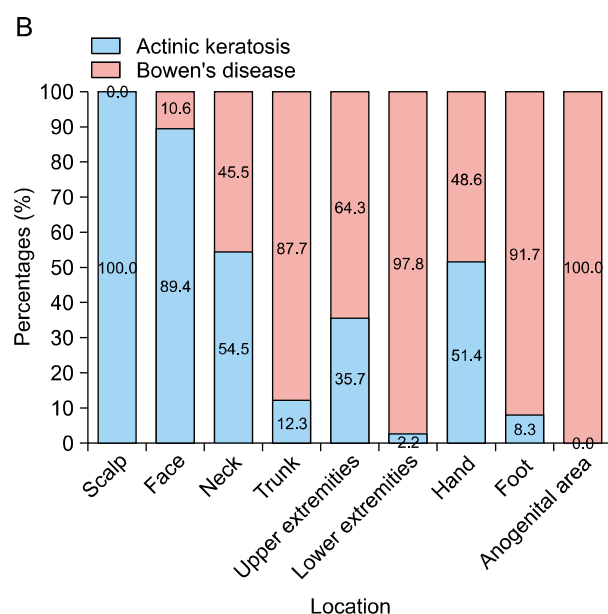 B
Actinic keratosis
Bowen's disease
Percentages (%)
100
90
80
70
60
50
40
30
20
10
0
0.0
100.0
10.6
89.4
45.5
54.5
87.7
12.3
64.3
35.7
97.8
2.2
48.6
51.4
91.7
8.3
100.0
0.0
Scalp
Face
Neck
Trunk
Upper extremities
Lower extremities
Hand
Foot
Anogenital area
Location